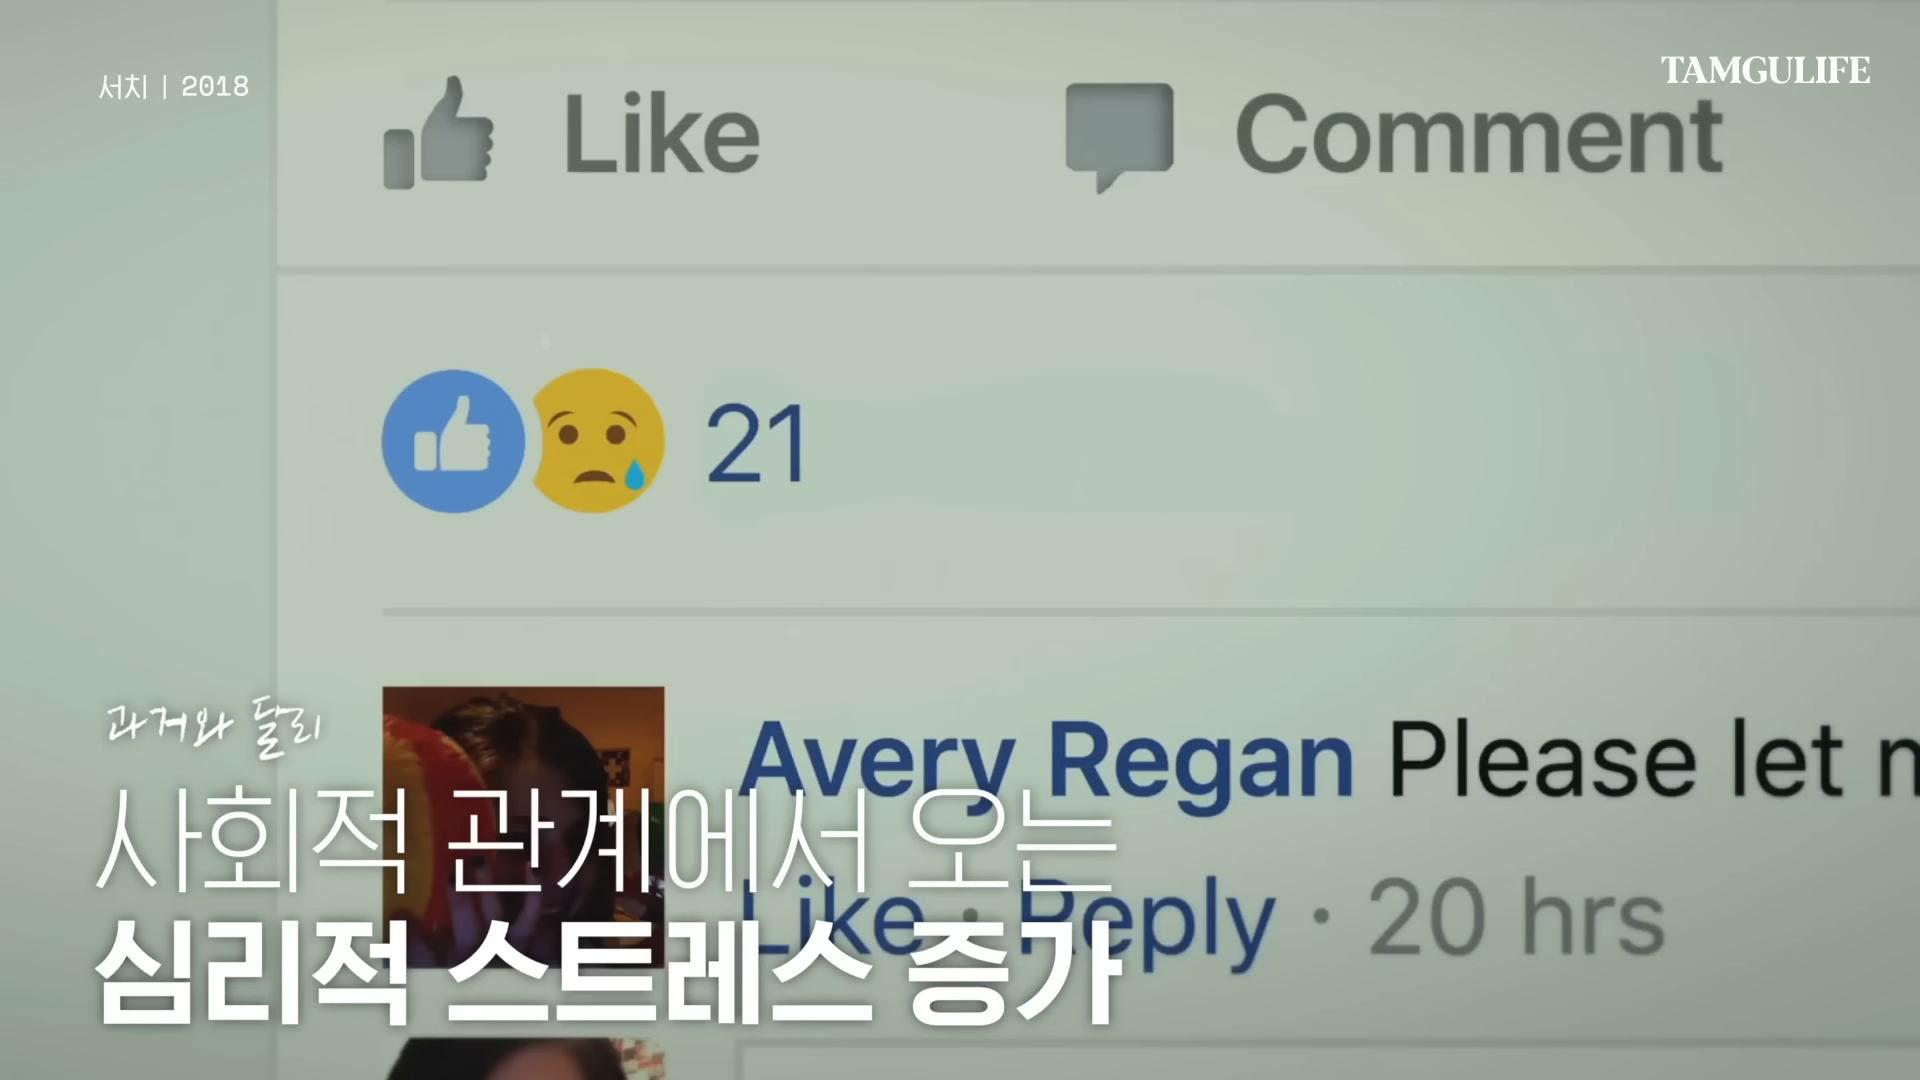 서치 | 2018
TAMGULIFE
Like
Comment
21
Avery Regan Please let
Like · Reply · 20 hrs
과거와 달리
사회적 관계에서 오는
심리적 스트레스 증가